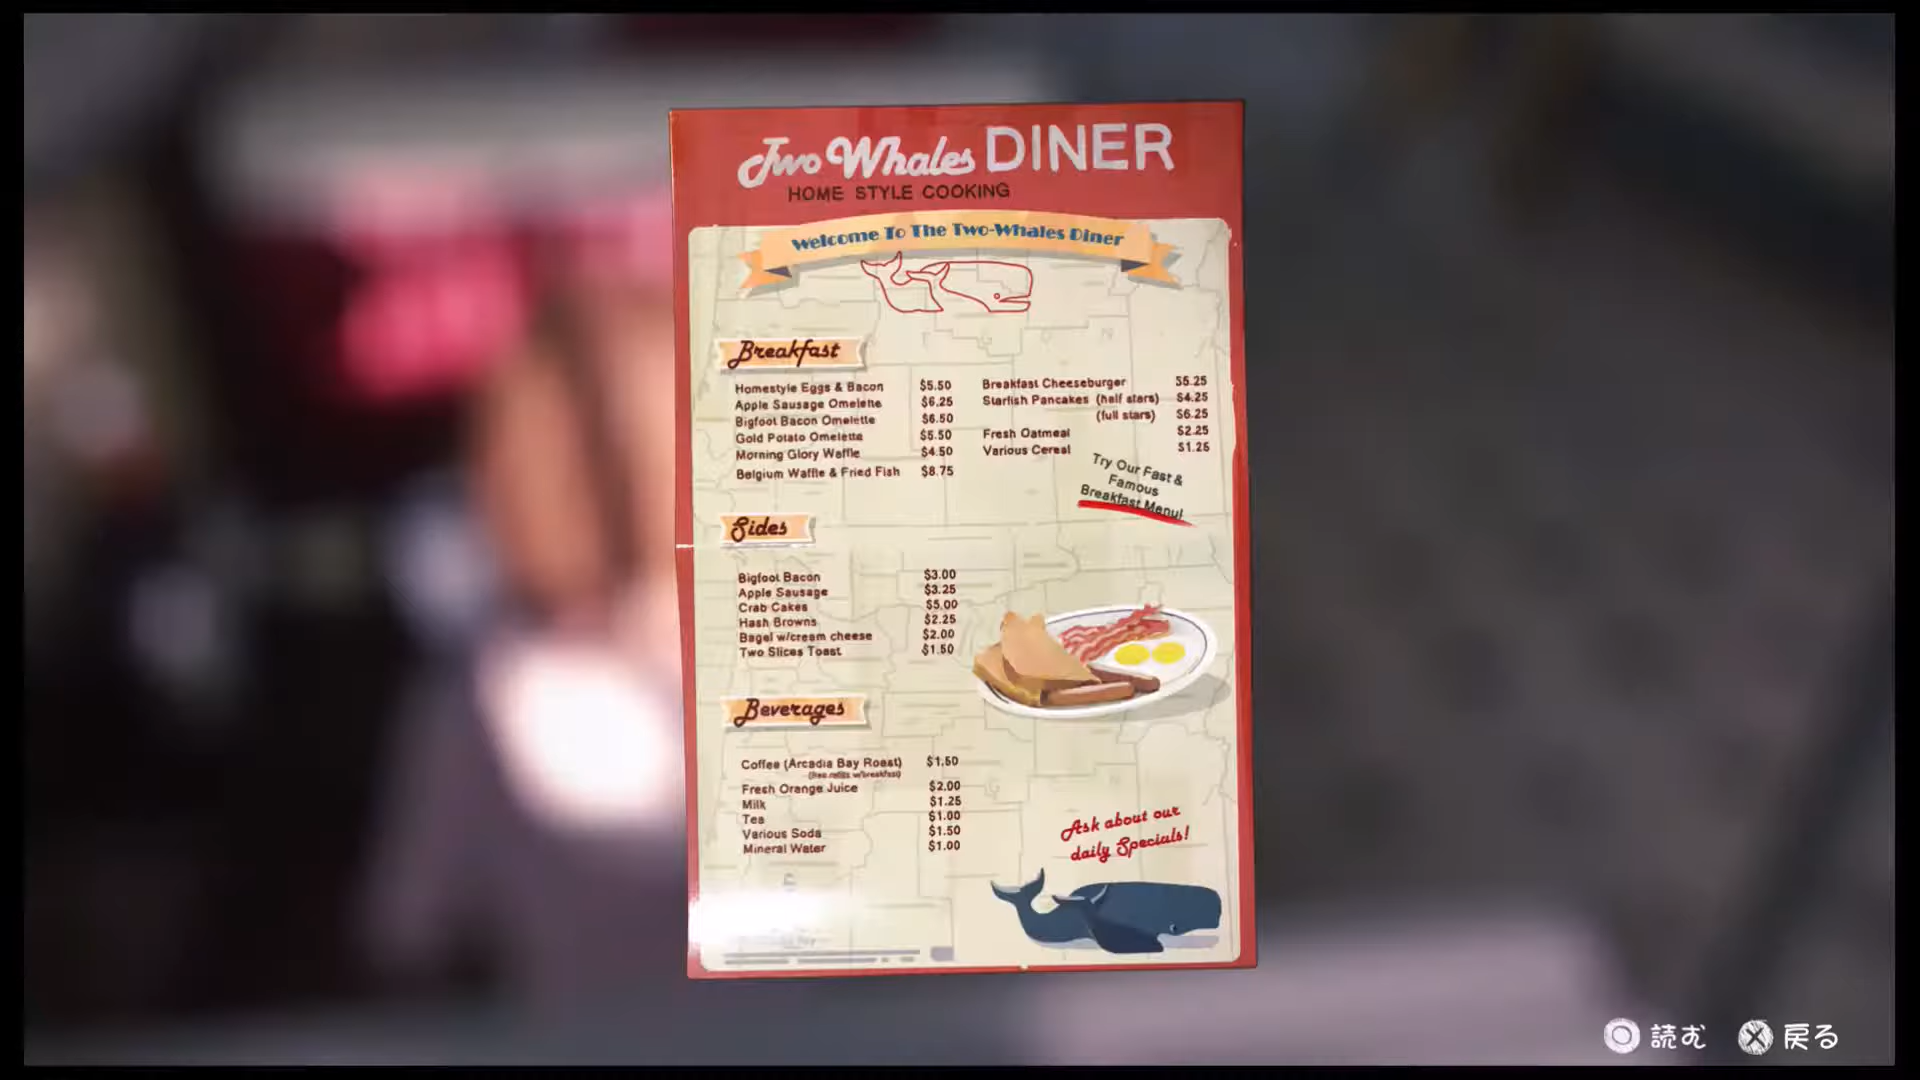 Two Whales DINER
HOME STYLE COOKING
Welcome To The Two-Whales Diner
Breakfast
Homestyle Eggs & Bacon $5.50
Apple Sausage Omelette $6.25
Bigfoot Bacon Omelette $6.50
Gold Potato Omelette $5.50
Morning Glory Waffle $4.50
Belgium Waffle & Fried Fish $8.75
Breakfast Cheeseburger $5.25
Starfish Pancakes (half stars) $4.25
(full stars) $6.25
Fresh Oatmeal $2.25
Various Cereal $1.25
Try Our Fast &
Famous
Breakfast Menu!
Sides
Bigfoot Bacon $3.00
Apple Sausage $3.25
Crab Cakes $5.00
Hash Browns $2.25
Bagel w/cream cheese $2.00
Two Slices Toast $1.50
Beverages
Coffee (Arcadia Bay Roast) $1.50
(free refills w/breakfast)
Fresh Orange Juice $2.00
Milk $1.25
Tea $1.00
Various Soda $1.50
Mineral Water $1.00
Ask about our
daily Specials!
読む 戻る